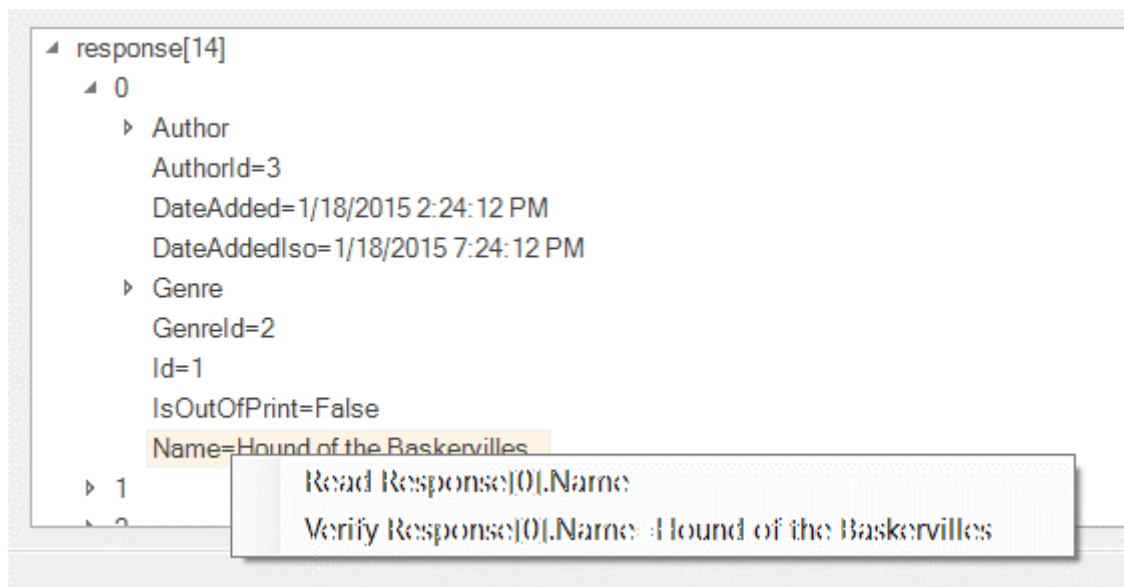 response[14]
0
Author
AuthorId=3
DateAdded=1/18/2015 2:24:12 PM
DateAddedIso=1/18/2015 7:24:12 PM
Genre
GenreId=2
Id=1
IsOutOfPrint=False
Name=Hound of the Baskervilles
Read Response[0].Name
1
Verify Response[0].Name=Hound of the Baskervilles